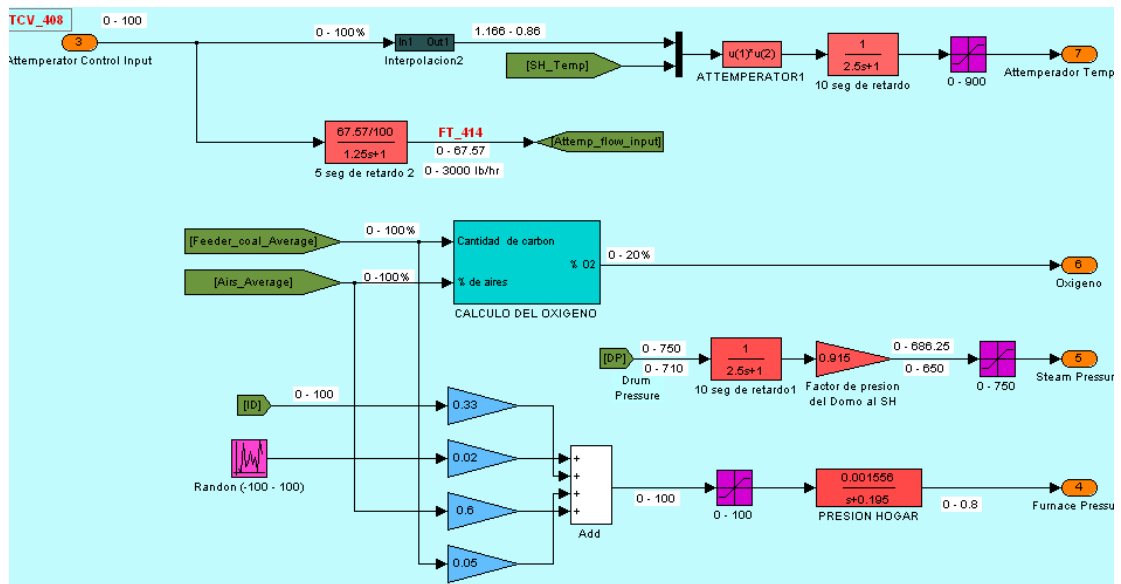 TCV_408
0 - 100
3
Attemperator Control Input
0 - 100%
In1 Out1
Interpolacion2
1.166 - 0.86
[SH_Temp]
u(1)*u(2)
ATTEMPERATOR1
1
2.5s+1
10 seg de retardo
0 - 900
7
Attemperador Temp
67.57/100
1.25s+1
5 seg de retardo 2
FT_414
0 - 67.57
0 - 3000 lb/hr
[Attemp_flow_input]
[Feeder_coal_Average]
0 - 100%
[Airs_Average]
0 -100%
Cantidad de carbon
% de aires
% O2
CALCULO DEL OXIGENO
0 - 20%
6
Oxigeno
[DP]
Drum
Pressure
0 - 750
0 - 710
1
2.5s+1
10 seg de retardo1
0.915
Factor de presion
del Domo al SH
0 - 686.25
0 - 650
0 - 750
5
Steam Pressur
[ID]
0 - 100
0.33
Randon (-100 - 100)
0.02
0.6
0.05
+
+
+
+
Add
0 - 100
0 - 100
0.001556
s+0.195
PRESION HOGAR
0 - 0.8
4
Furnace Pressu